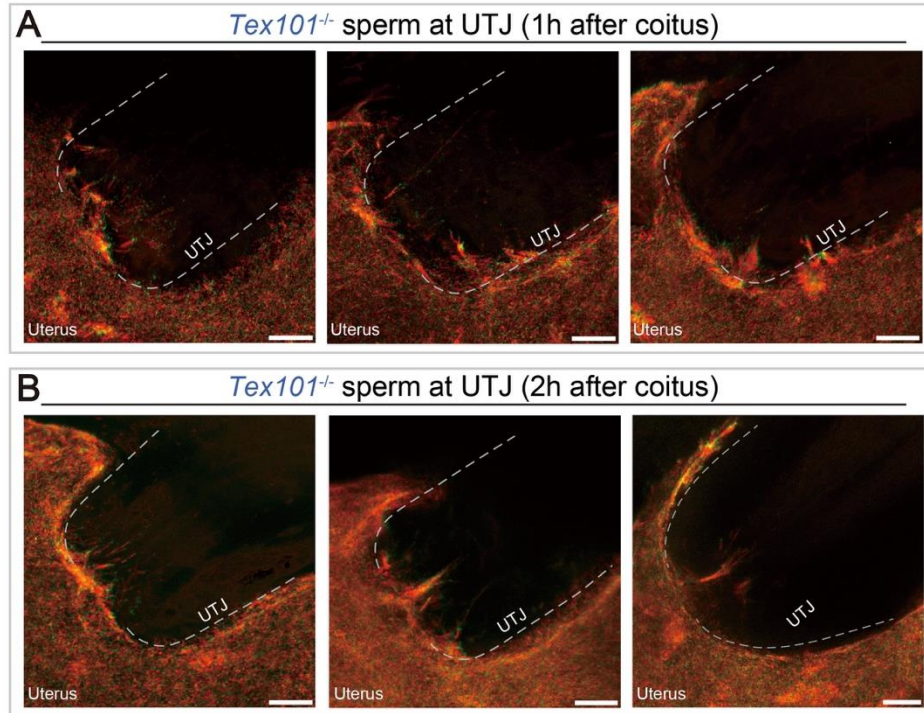 A
Tex101-/- sperm at UTJ (1h after coitus)
UTJ
Uterus
UTJ
Uterus
UTJ
Uterus
B
Tex101-/- sperm at UTJ (2h after coitus)
UTJ
Uterus
UTJ
Uterus
UTJ
Uterus